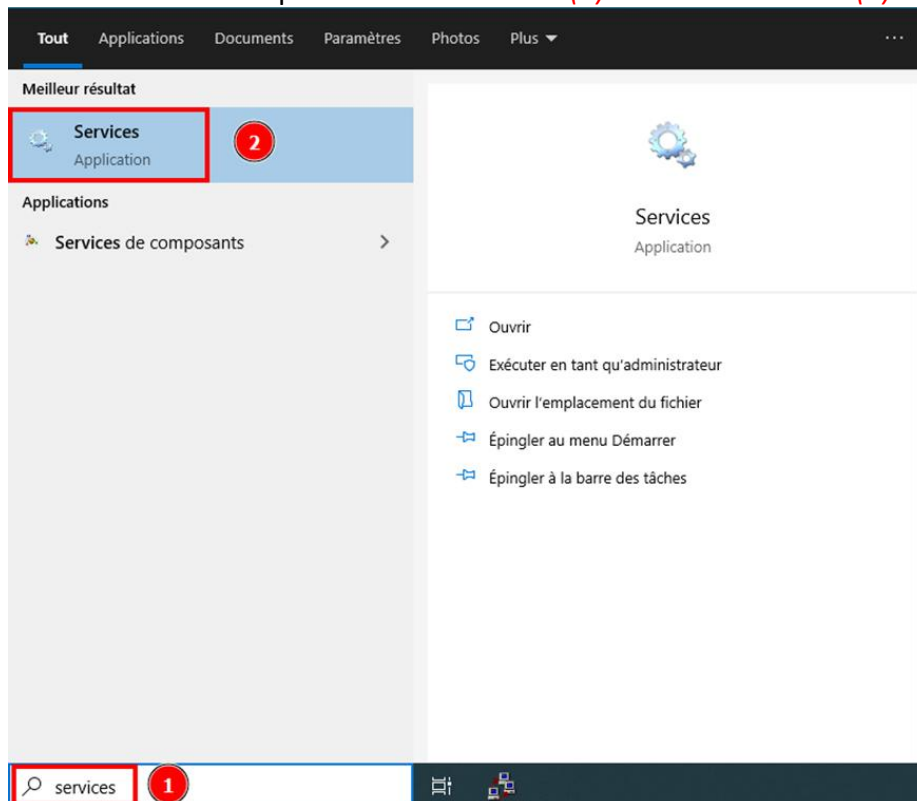 Tout Applications Documents Paramètres Photos Plus ...
Meilleur résultat
Services
Application
2
Applications
Services de composants
Services
Application
Ouvrir
Exécuter en tant qu'administrateur
Ouvrir l'emplacement du fichier
Épingler au menu Démarrer
Épingler à la barre des tâches
services
1